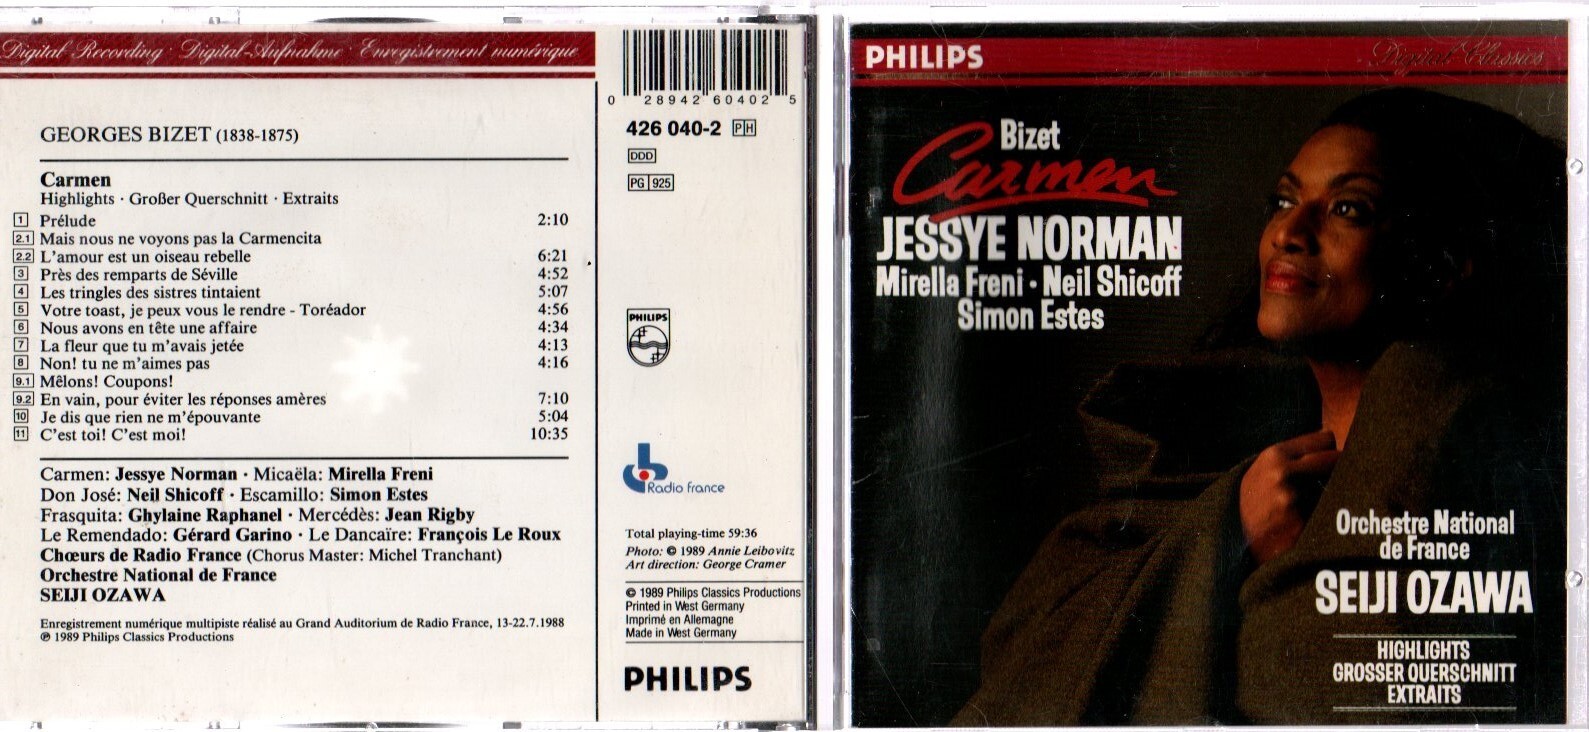 Digital-Recording · Digital-Aufnahme · Enregistrement numérique
GEORGES BIZET (1838-1875)
Carmen
Highlights · Großer Querschnitt · Extraits
1 Prélude 2:10
2.1 Mais nous ne voyons pas la Carmencita
2.2 L'amour est un oiseau rebelle 6:21
3 Près des remparts de Séville 4:52
4 Les tringles des sistres tintaient 5:07
5 Votre toast, je peux vous le rendre - Toréador 4:56
6 Nous avons en tête une affaire 4:34
7 La fleur que tu m'avais jetée 4:13
8 Non! tu ne m'aimes pas 4:16
9.1 Mêlons! Coupons!
9.2 En vain, pour éviter les réponses amères 7:10
10 Je dis que rien ne m'épouvante 5:04
11 C'est toi! C'est moi! 10:35
Carmen: Jessye Norman · Micaëla: Mirella Freni
Don José: Neil Shicoff · Escamillo: Simon Estes
Frasquita: Ghylaine Raphanel · Mercédès: Jean Rigby
Le Remendado: Gérard Garino · Le Dancaïre: François Le Roux
Chœurs de Radio France (Chorus Master: Michel Tranchant)
Orchestre National de France
SEIJI OZAWA
Enregistrement numérique multipiste réalisé au Grand Auditorium de Radio France, 13-22.7.1988
℗ 1989 Philips Classics Productions
0 28942 60402 5
426 040-2 PH
DDD
PG 925
PHILIPS
Radio france
Total playing-time 59:36
Photo: © 1989 Annie Leibovitz
Art direction: George Cramer
© 1989 Philips Classics Productions
Printed in West Germany
Imprimé en Allemagne
Made in West Germany
PHILIPS
PHILIPS
Digital Classics
Bizet
Carmen
JESSYE NORMAN
Mirella Freni · Neil Shicoff
Simon Estes
Orchestre National
de France
SEIJI OZAWA
HIGHLIGHTS
GROSSER QUERSCHNITT
EXTRAITS